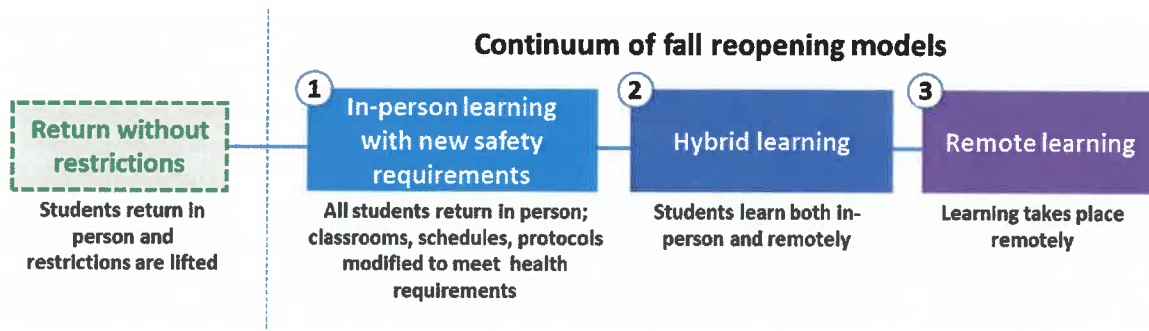 Continuum of fall reopening models
Return without
restrictions
Students return in
person and
restrictions are lifted
1
In-person learning
with new safety
requirements
All students return in person;
classrooms, schedules, protocols
modified to meet health
requirements
2
Hybrid learning
Students learn both in-
person and remotely
3
Remote learning
Learning takes place
remotely